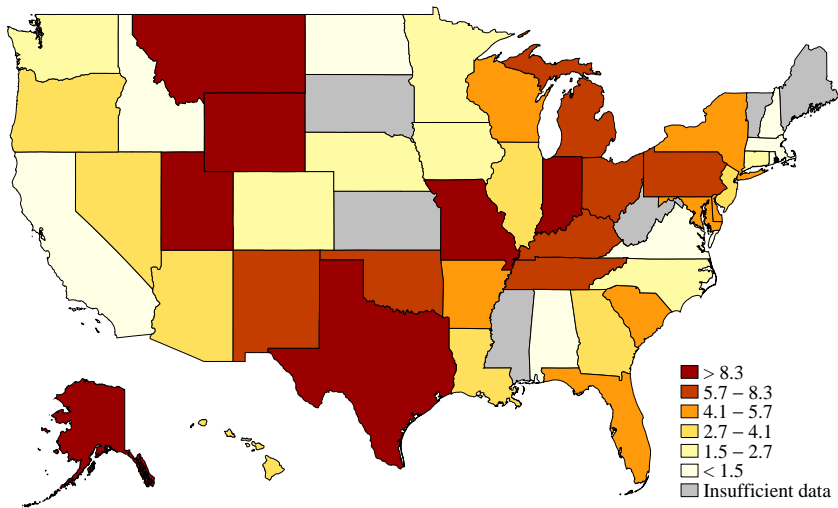 > 8.3
5.7 – 8.3
4.1 – 5.7
2.7 – 4.1
1.5 – 2.7
< 1.5
Insufficient data